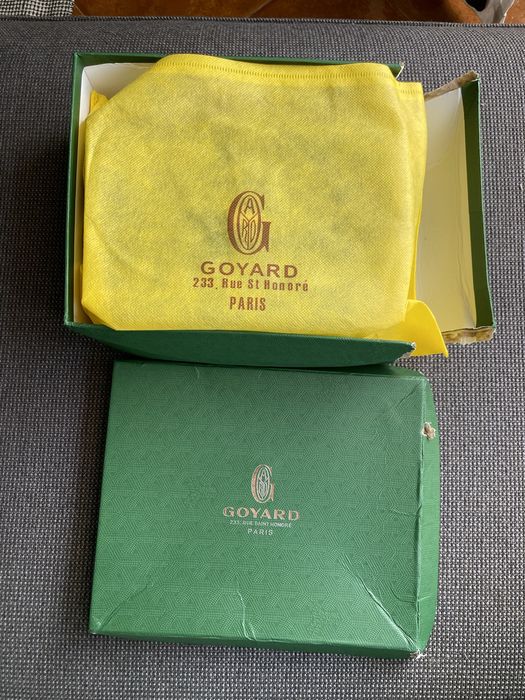 GOYARD
233, Rue St Honoré
PARIS
GOYARD
233, RUE SAINT HONORÉ
PARIS